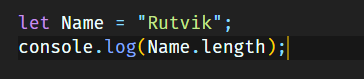 let Name = "Rutvik";
console.log(Name.length);